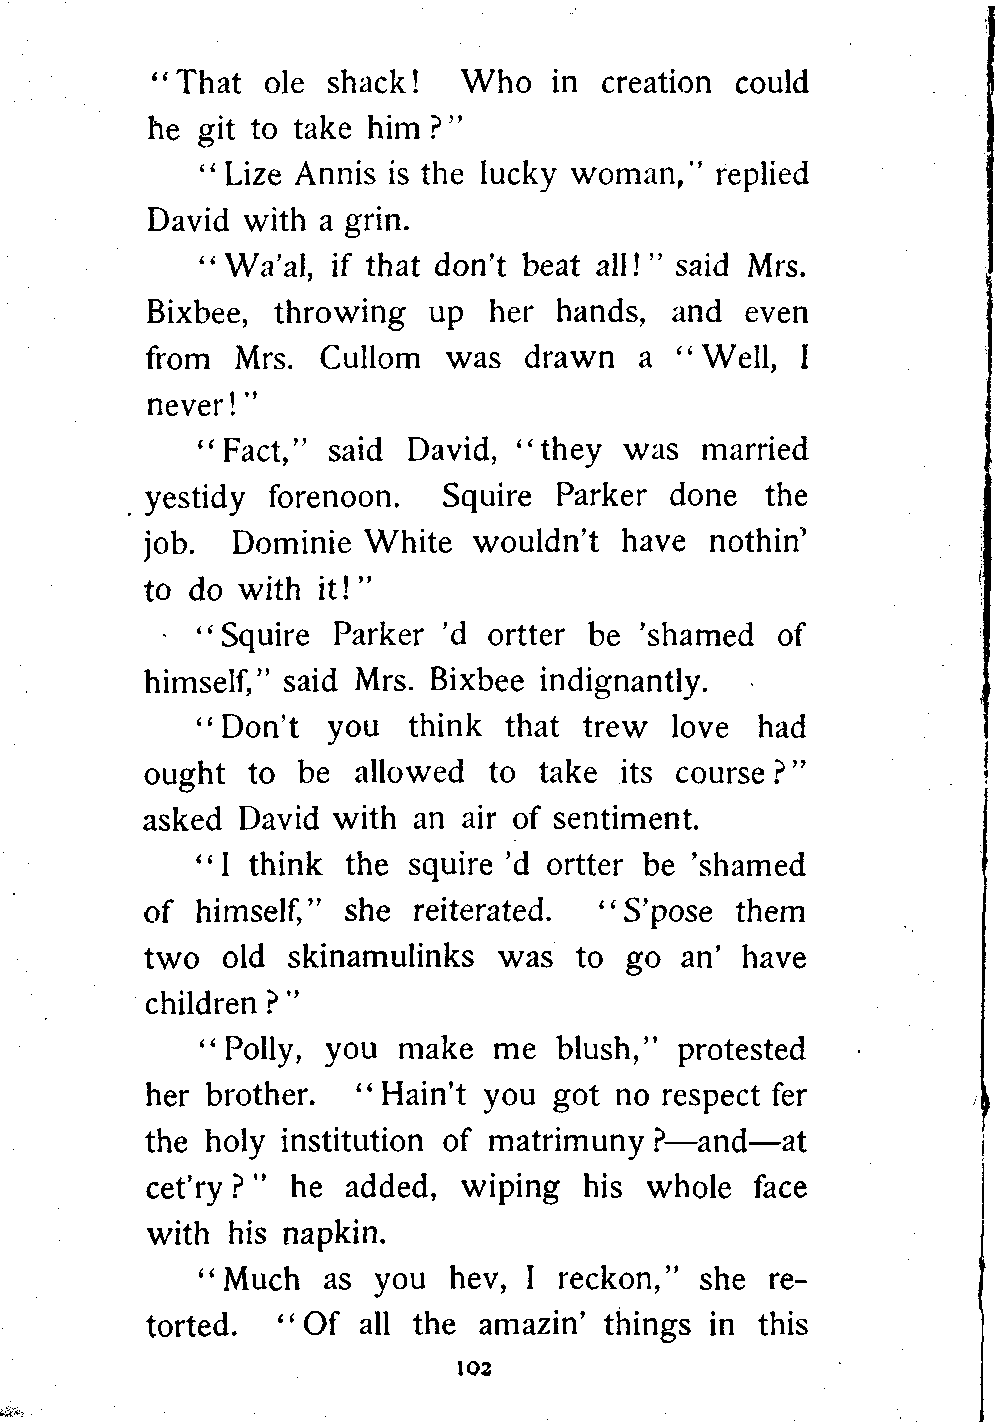 “That ole shack! Who in creation could
he git to take him?”
“Lize Annis is the lucky woman,” replied
David with a grin.
“Wa'al, if that don't beat all!” said Mrs.
Bixbee, throwing up her hands, and even
from Mrs. Cullom was drawn a “Well, I
never!”
“Fact,” said David, “they was married
yestidy forenoon. Squire Parker done the
job. Dominie White wouldn't have nothin'
to do with it!”
“Squire Parker 'd ortter be 'shamed of
himself,” said Mrs. Bixbee indignantly.
“Don't you think that trew love had
ought to be allowed to take its course?”
asked David with an air of sentiment.
“I think the squire 'd ortter be 'shamed
of himself,” she reiterated. “S'pose them
two old skinamulinks was to go an' have
children?”
“Polly, you make me blush,” protested
her brother. “Hain't you got no respect fer
the holy institution of matrimuny?—and—at
cet'ry?” he added, wiping his whole face
with his napkin.
“Much as you hev, I reckon,” she re-
torted. “Of all the amazin' things in this
102